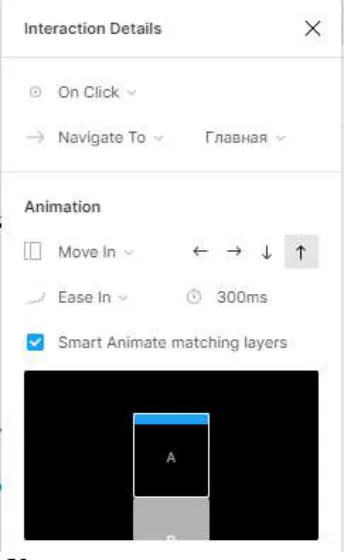 Interaction Details
On Click
Navigate To Главная
Animation
Move In
Ease In 300ms
Smart Animate matching layers
A